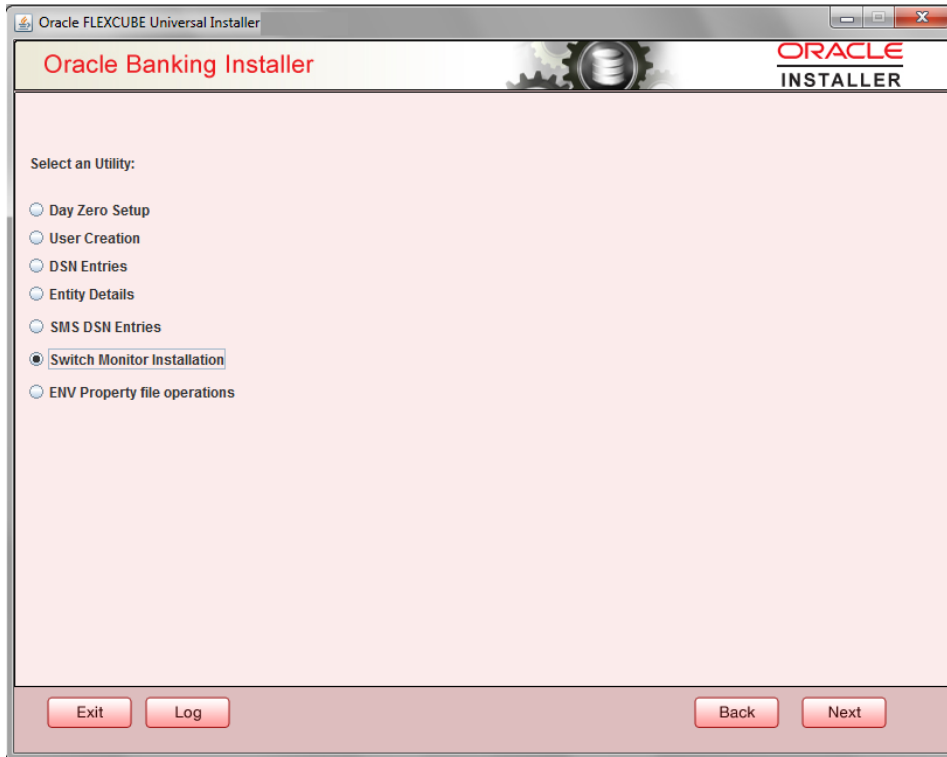 Oracle FLEXCUBE Universal Installer
Oracle Banking Installer
ORACLE
INSTALLER
Select an Utility:
Day Zero Setup
User Creation
DSN Entries
Entity Details
SMS DSN Entries
Switch Monitor Installation
ENV Property file operations
Exit Log Back Next